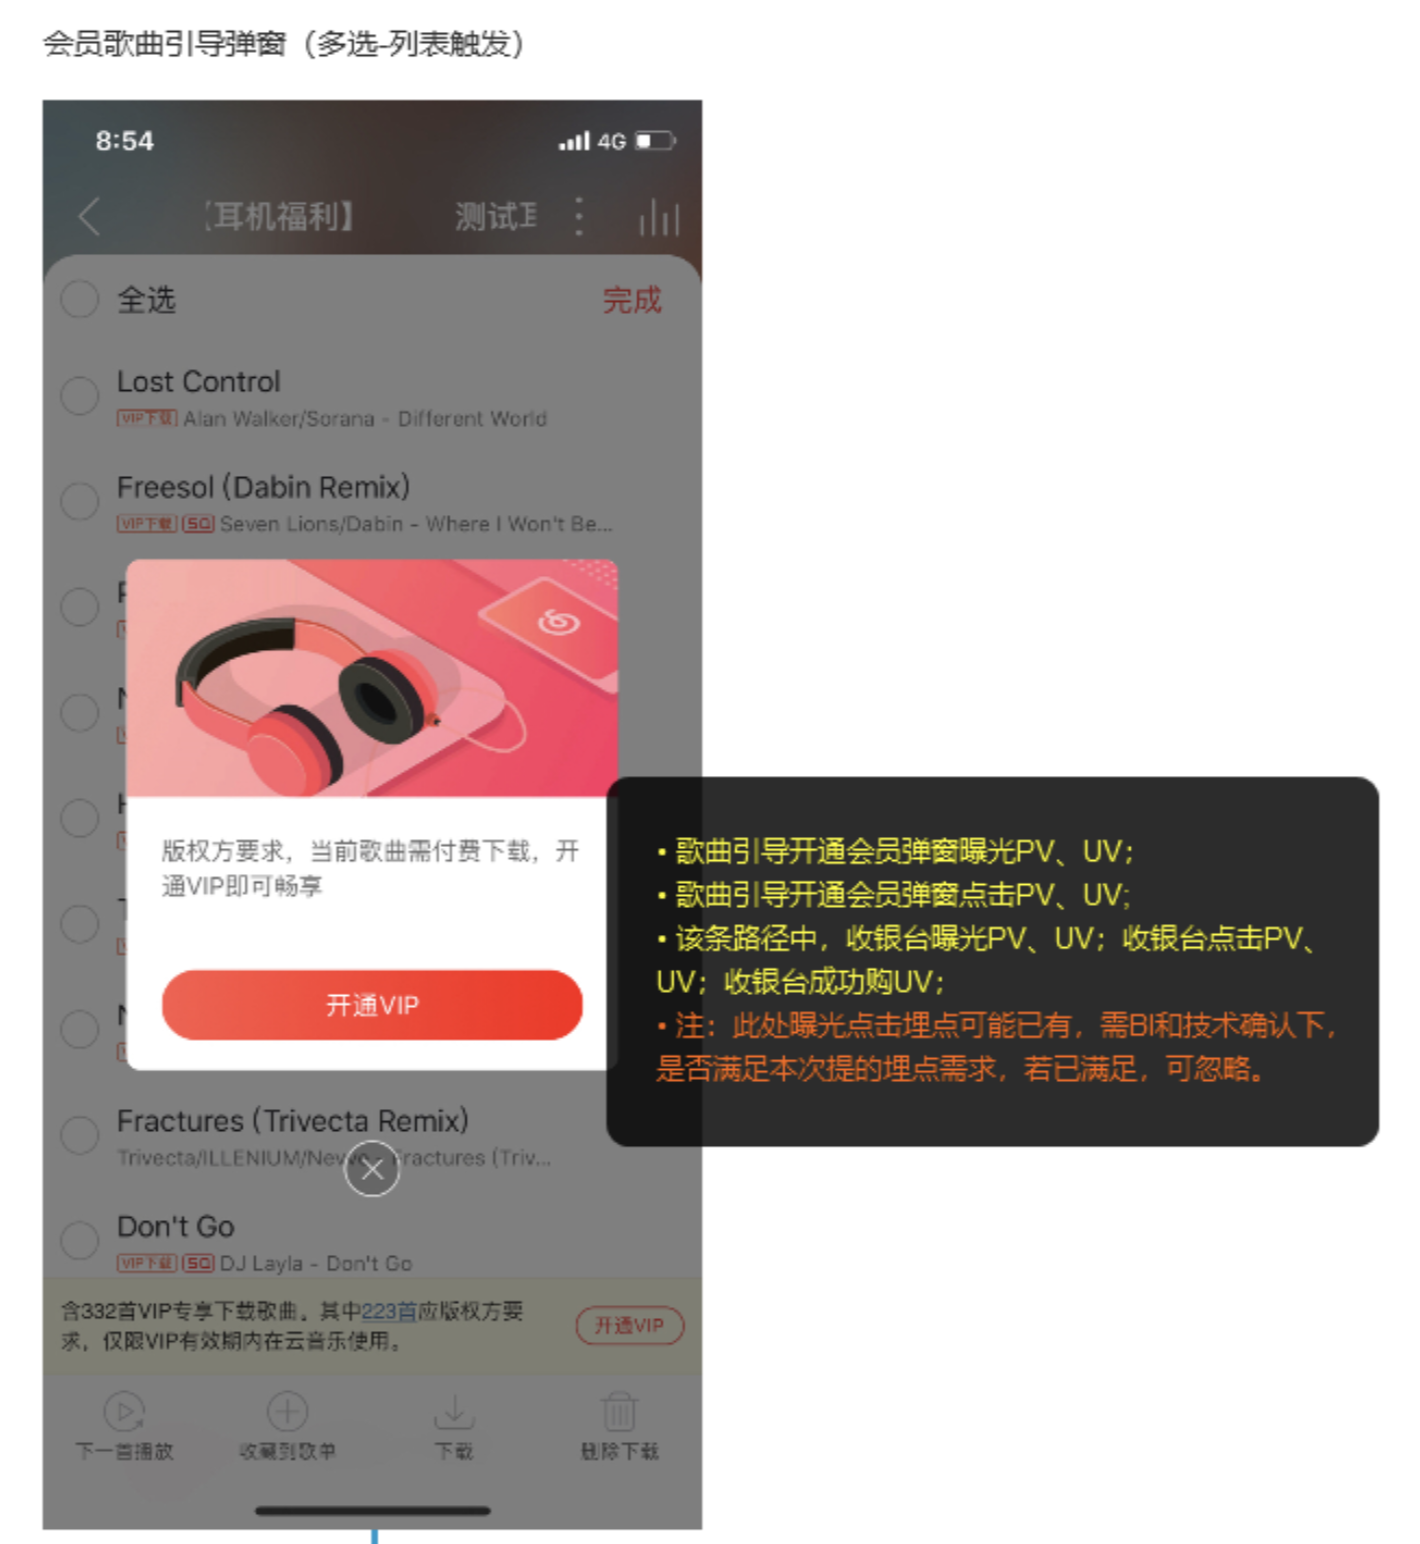 会员歌曲引导弹窗（多选-列表触发）
8:54
4G
【耳机福利】 测试耳
全选
完成
Lost Control
VIP下载 Alan Walker/Sorana - Different World
Freesol (Dabin Remix)
VIP下载 SQ Seven Lions/Dabin - Where I Won't Be...
版权方要求，当前歌曲需付费下载，开
通VIP即可畅享
开通VIP
• 歌曲引导开通会员弹窗曝光PV、UV；
• 歌曲引导开通会员弹窗点击PV、UV;
• 该条路径中，收银台曝光PV、UV；收银台点击PV、
UV；收银台成功购UV；
• 注：此处曝光点击埋点可能已有，需BI和技术确认下，
是否满足本次提的埋点需求，若已满足，可忽略。
Fractures (Trivecta Remix)
Trivecta/ILLENIUM/Nevve - Fractures (Triv...
Don't Go
VIP下载 SQ DJ Layla - Don't Go
含332首VIP专享下载歌曲。其中223首应版权方要
求，仅限VIP有效期内在云音乐使用。
开通VIP
下一首播放
收藏到歌单
下载
删除下载